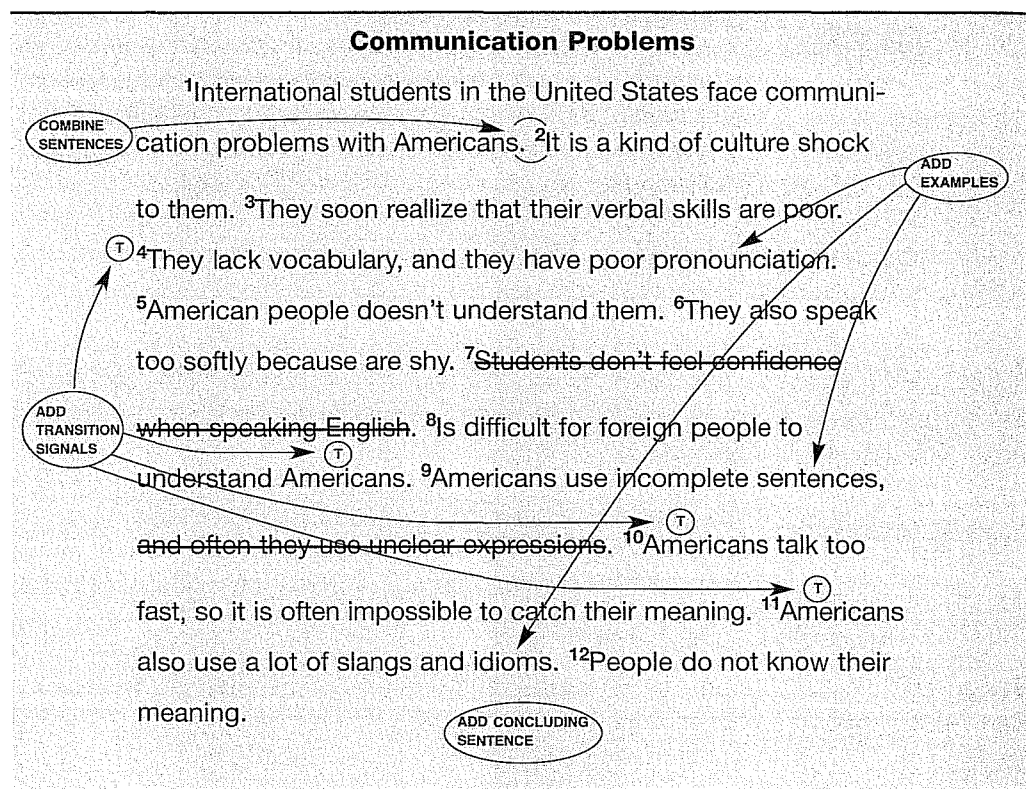 Communication Problems
¹International students in the United States face communi-
COMBINE
SENTENCES
cation problems with Americans. ²It is a kind of culture shock
ADD
EXAMPLES
to them. ³They soon reallize that their verbal skills are poor.
T
⁴They lack vocabulary, and they have poor pronounciation.
⁵American people doesn't understand them. ⁶They also speak
too softly because are shy. ⁷Students don't feel confidence
ADD
TRANSITION
SIGNALS
when speaking English. ⁸Is difficult for foreign people to
T
understand Americans. ⁹Americans use incomplete sentences,
T
and often they use unclear expressions. ¹⁰Americans talk too
T
fast, so it is often impossible to catch their meaning. ¹¹Americans
also use a lot of slangs and idioms. ¹²People do not know their
meaning.
ADD CONCLUDING
SENTENCE